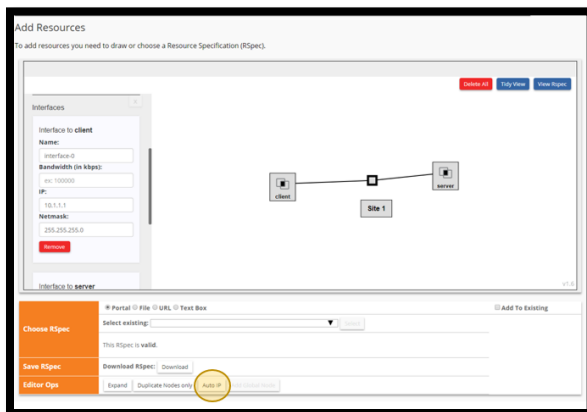 Add Resources
To add resources you need to draw or choose a Resource Specification (RSpec).
Delete All Tidy View View Rspec
Interfaces
x
Interface to client
Name:
interface-0
Bandwidth (in kbps):
ex: 100000
IP:
10.1.1.1
Netmask:
255.255.255.0
Remove
Interface to server
client
server
Site 1
Choose RSpec
Portal File URL Text Box
Add To Existing
Select existing:
Select
This RSpec is valid.
Save RSpec
Download RSpec: Download
Editor Ops
Expand Duplicate Nodes only Auto IP Add Global Node